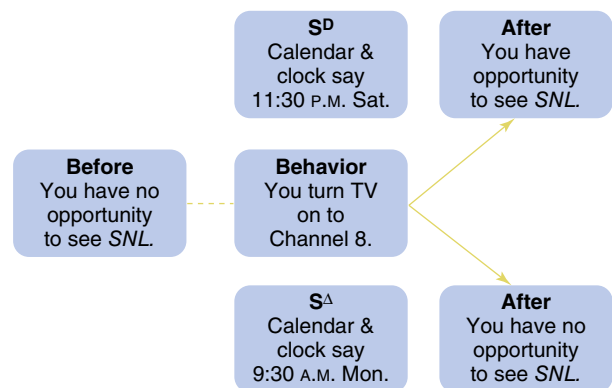 Sᴰ
Calendar &
clock say
11:30 P.M. Sat.
After
You have
opportunity
to see SNL.
Before
You have no
opportunity
to see SNL.
Behavior
You turn TV
on to
Channel 8.
S^Δ
Calendar &
clock say
9:30 A.M. Mon.
After
You have no
opportunity
to see SNL.